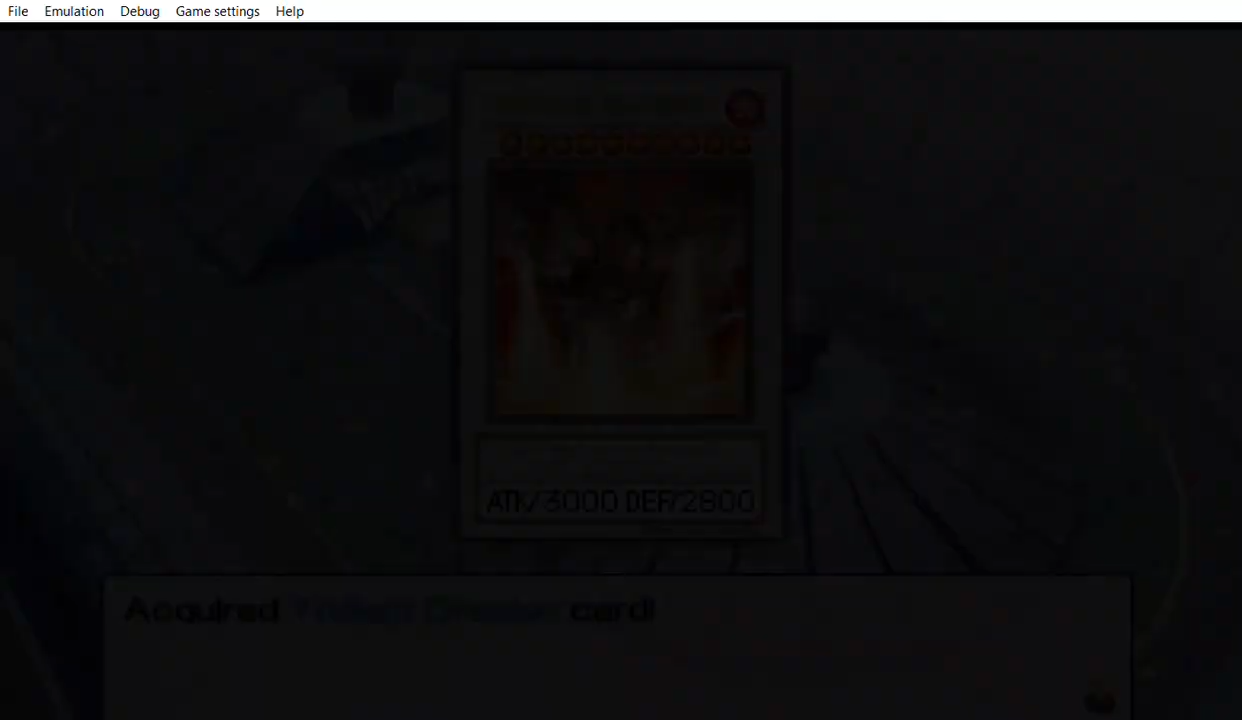 File Emulation Debug Game settings Help
ATK/3000 DEF/2800
Acquired card!